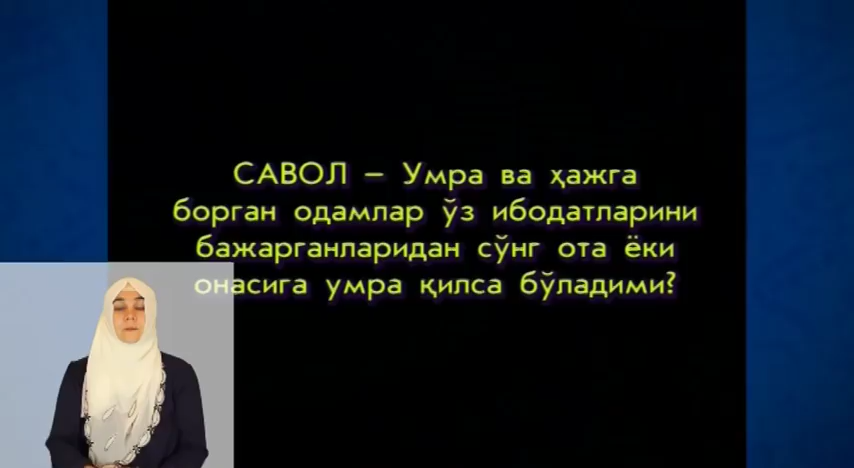 САВОЛ – Умра ва ҳажга
борган одамлар ўз ибодатларини
бажарганларидан сўнг ота ёки
онасига умра қилса бўладими?